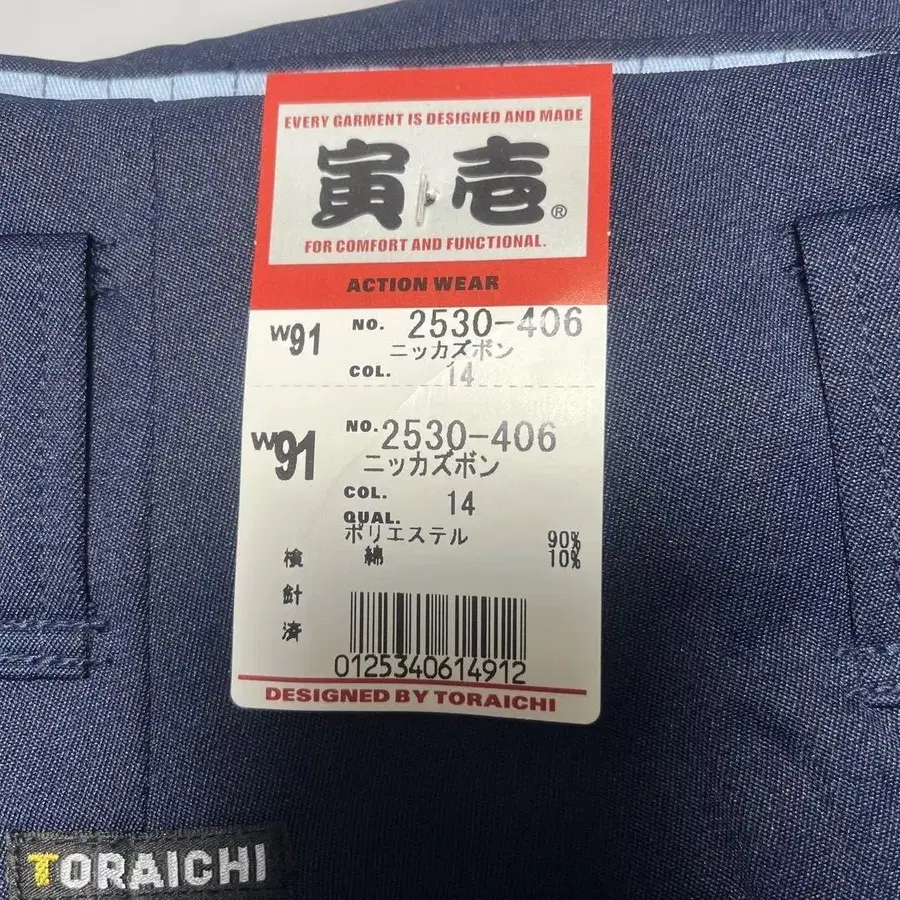 EVERY GARMENT IS DESIGNED AND MADE
寅壱®
FOR COMFORT AND FUNCTIONAL.
ACTION WEAR
W91 NO. 2530-406
ニッカズボン
COL. 14
W91 NO. 2530-406
ニッカズボン
COL. 14
QUAL.
ポリエステル 90%
綿 10%
検針済
0125340614912
DESIGNED BY TORAICHI
TORAICHI